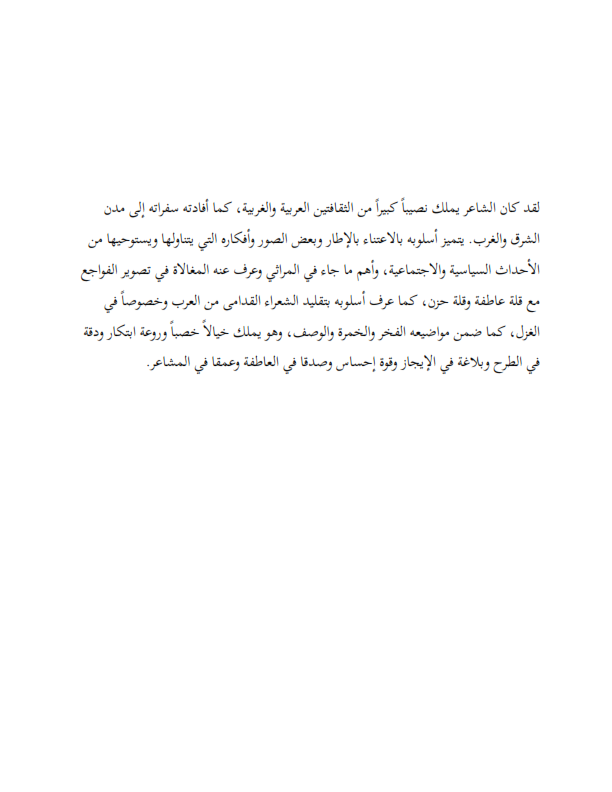 لقد كان الشاعر يملك نصيباً كبيراً من الثقافتين العربية والغربية، كما أفادته سفراته إلى مدن
الشرق والغرب. يتميز أسلوبه بالاعتناء بالإطار وبعض الصور وأفكاره التي يتناولها ويستوحيها من
الأحداث السياسية والاجتماعية، وأهم ما جاء في المراثي وعرف عنه المغالاة في تصوير الفواجع
مع قلة عاطفة وقلة حزن، كما عرف أسلوبه بتقليد الشعراء القدامى من العرب وخصوصاً في
الغزل، كما ضمن مواضيعه الفخر والخمرة والوصف، وهو يملك خيالاً خصباً وروعة ابتكار ودقة
في الطرح وبلاغة في الإيجاز وقوة إحساس وصدقا في العاطفة وعمقا في المشاعر.